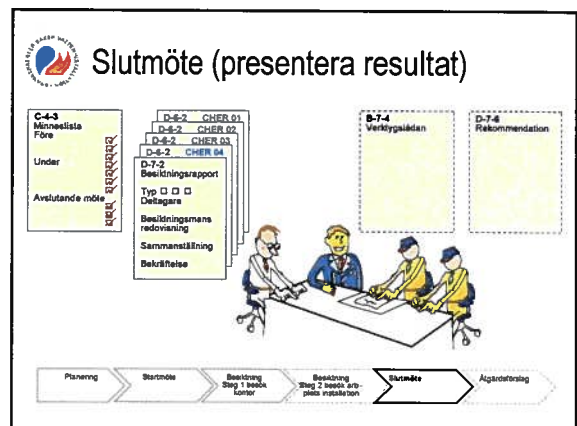 Slutmöte (presentera resultat)
C-4-3
Minneslista
Före
Under
Avslutande möte
D-6-2 CHER 01
D-6-2 CHER 02
D-6-2 CHER 03
D-6-2 CHER 04
D-7-2
Besiktningsrapport
Typ
Deltagare
Besiktningsmans
redovisning
Sammanställning
Bekräftelse
B-7-4
Verktygslådan
D-7-6
Rekommendation
Planering
Startmöte
Besiktning
Steg 1 besök
kontor
Besiktning
Steg 2 besök arb-
plats installation
Slutmöte
Åtgärdsförslag